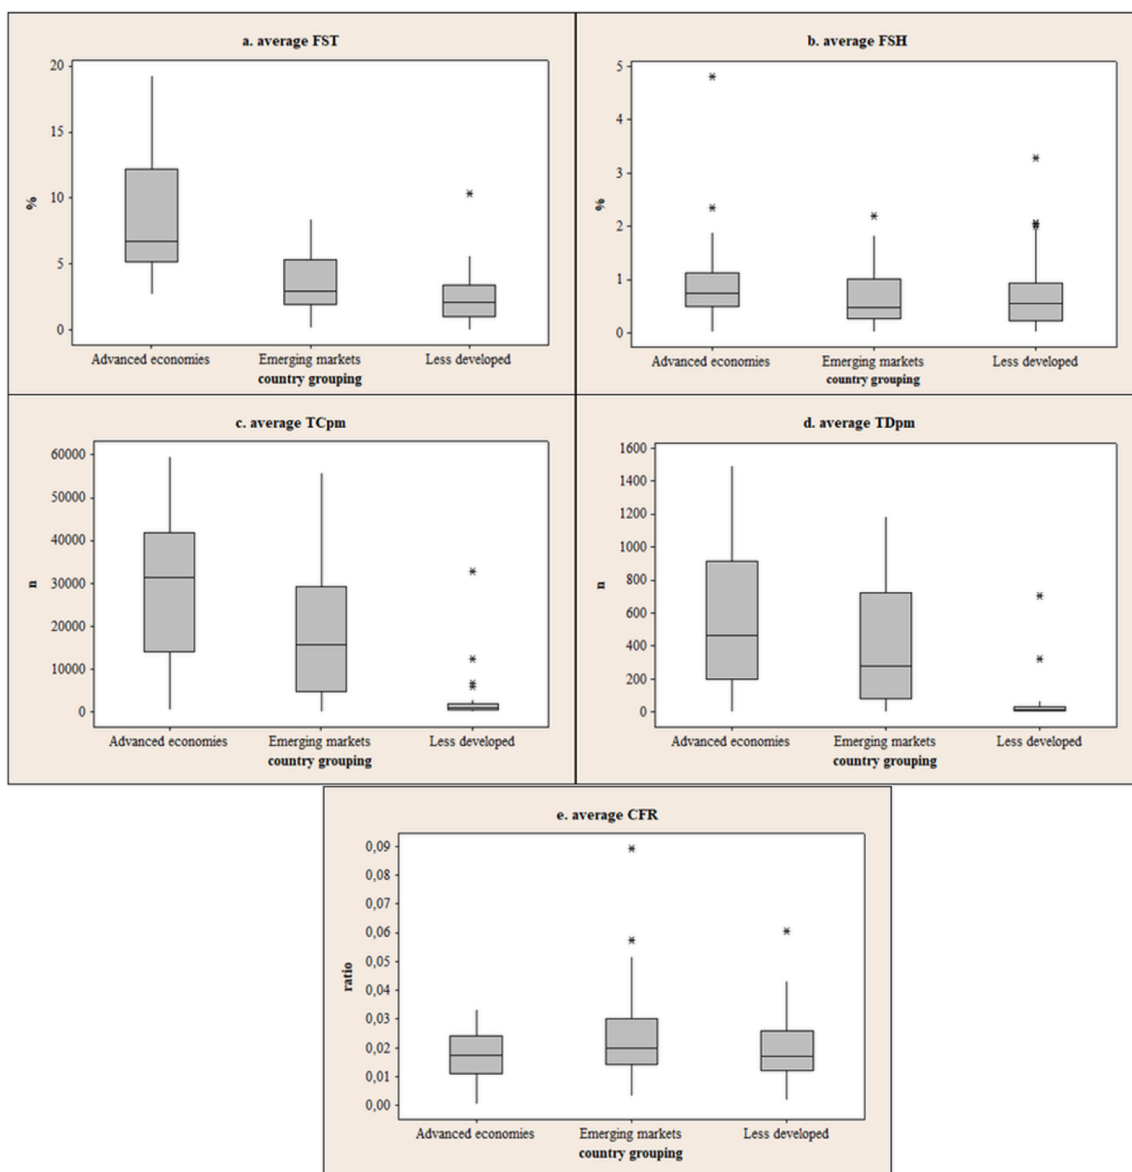 a. average FST
20
15
10
5
0
%
Advanced economies Emerging markets Less developed
country grouping
b. average FSH
5
4
3
2
1
0
%
Advanced economies Emerging markets Less developed
country grouping
c. average TCpm
60000
50000
40000
30000
20000
10000
0
n
Advanced economies Emerging markets Less developed
country grouping
d. average TDpm
1600
1400
1200
1000
800
600
400
200
0
n
Advanced economies Emerging markets Less developed
country grouping
e. average CFR
0,09
0,08
0,07
0,06
0,05
0,04
0,03
0,02
0,01
0,00
ratio
Advanced economies Emerging markets Less developed
country grouping